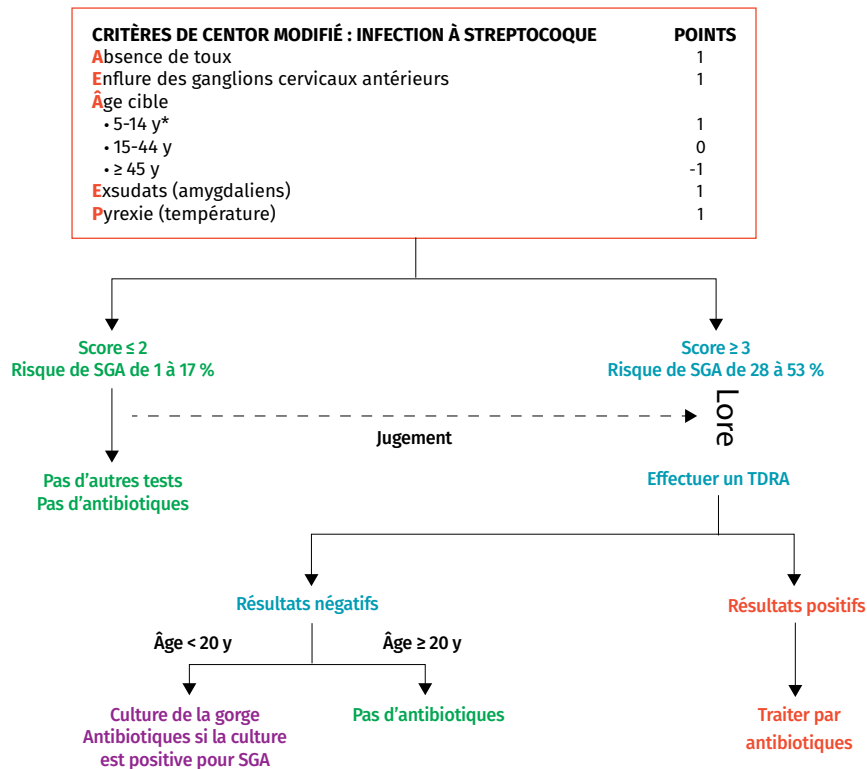 CRITÈRES DE CENTOR MODIFIÉ : INFECTION À STREPTOCOQUE POINTS
Absence de toux 1
Enflure des ganglions cervicaux antérieurs 1
Âge cible
• 5-14 y* 1
• 15-44 y 0
• ≥ 45 y -1
Exsudats (amygdaliens) 1
Pyrexie (température) 1
Score ≤ 2
Risque de SGA de 1 à 17 %
Score ≥ 3
Risque de SGA de 28 à 53 %
Lore
Jugement
Pas d'autres tests
Pas d'antibiotiques
Effectuer un TDRA
Résultats négatifs
Résultats positifs
Âge < 20 y
Âge ≥ 20 y
Culture de la gorge
Antibiotiques si la culture
est positive pour SGA
Pas d'antibiotiques
Traiter par
antibiotiques